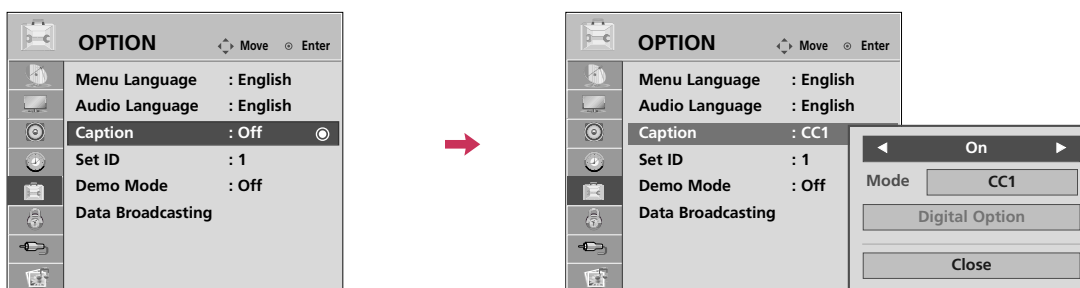 OPTION Move Enter
Menu Language : English
Audio Language : English
Caption : Off
Set ID : 1
Demo Mode : Off
Data Broadcasting
OPTION Move Enter
Menu Language : English
Audio Language : English
Caption : CC1
Set ID : 1
Demo Mode : Off
Data Broadcasting
On
Mode CC1
Digital Option
Close